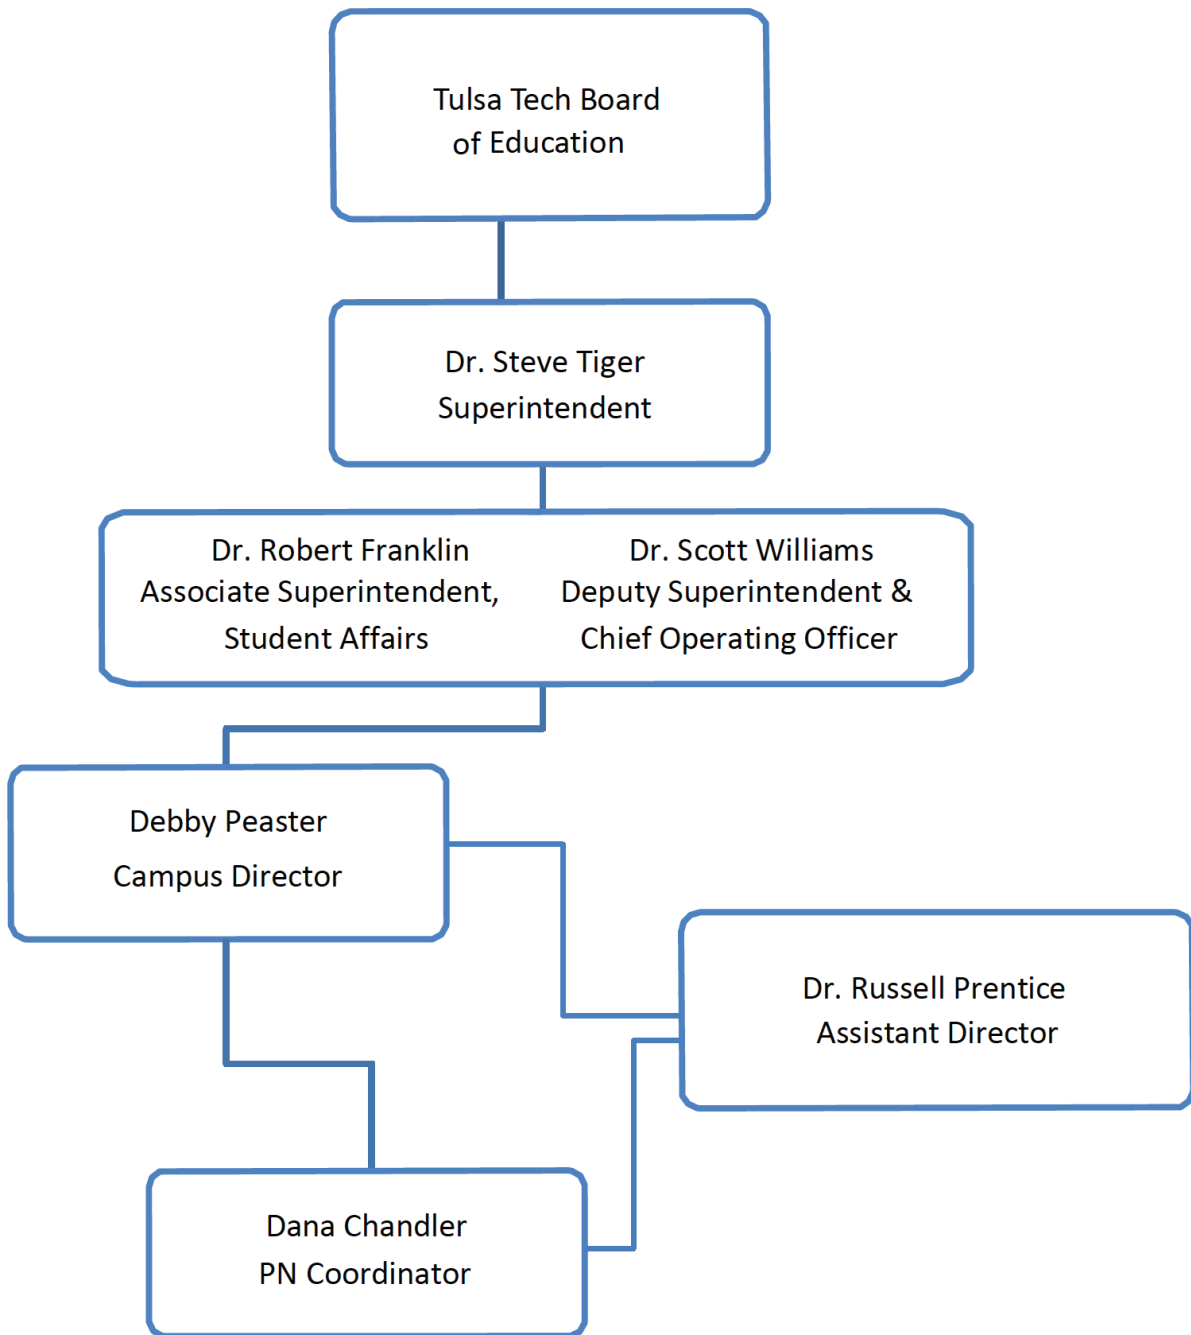 Tulsa Tech Board
of Education
Dr. Steve Tiger
Superintendent
Dr. Robert Franklin
Associate Superintendent,
Student Affairs
Dr. Scott Williams
Deputy Superintendent &
Chief Operating Officer
Debby Peaster
Campus Director
Dr. Russell Prentice
Assistant Director
Dana Chandler
PN Coordinator